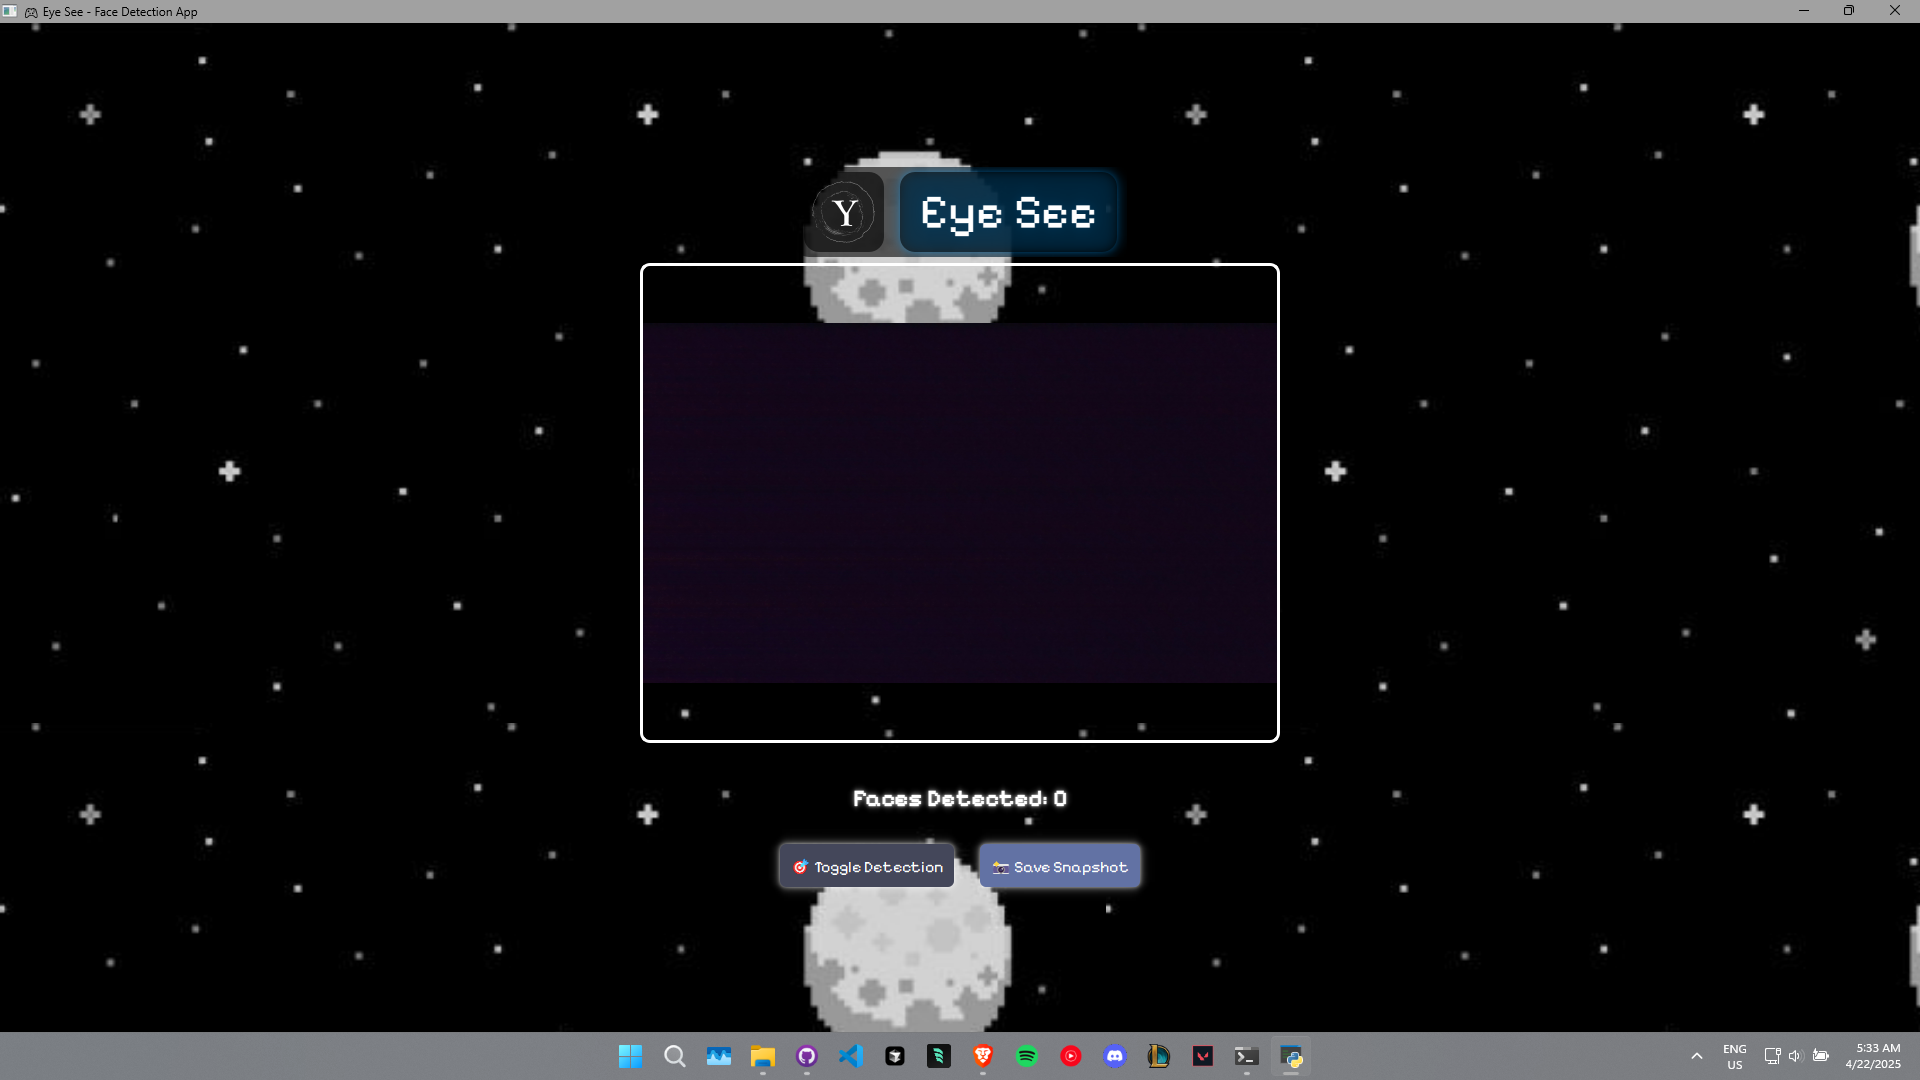 Eye See - Face Detection App
Y
Eye See
Faces Detected: 0
Toggle Detection
Save Snapshot
ENG
US
5:33 AM
4/22/2025